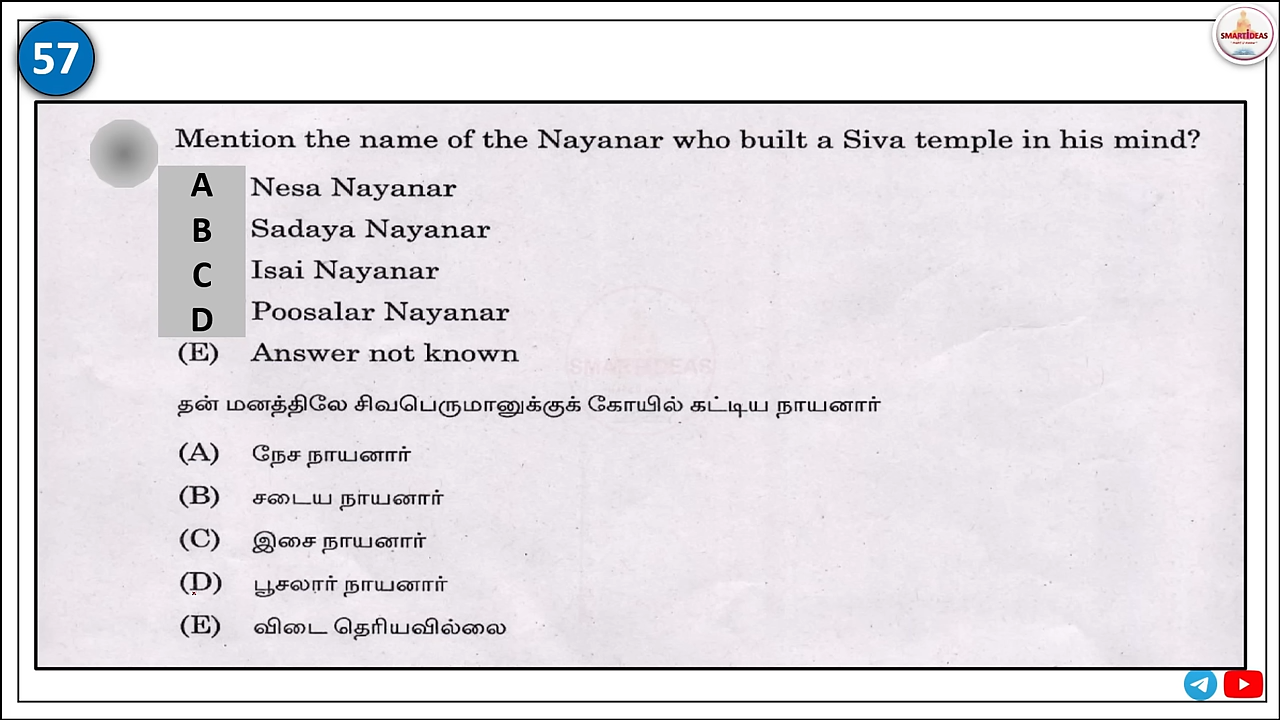 57
SMARTIDEAS
Mention the name of the Nayanar who built a Siva temple in his mind?
A Nesa Nayanar
B Sadaya Nayanar
C Isai Nayanar
D Poosalar Nayanar
(E) Answer not known
SMARTIDEAS
தன் மனத்திலே சிவபெருமானுக்குக் கோயில் கட்டிய நாயனார்
(A) நேச நாயனார்
(B) சடைய நாயனார்
(C) இசை நாயனார்
(D) பூசலார் நாயனார்
(E) விடை தெரியவில்லை